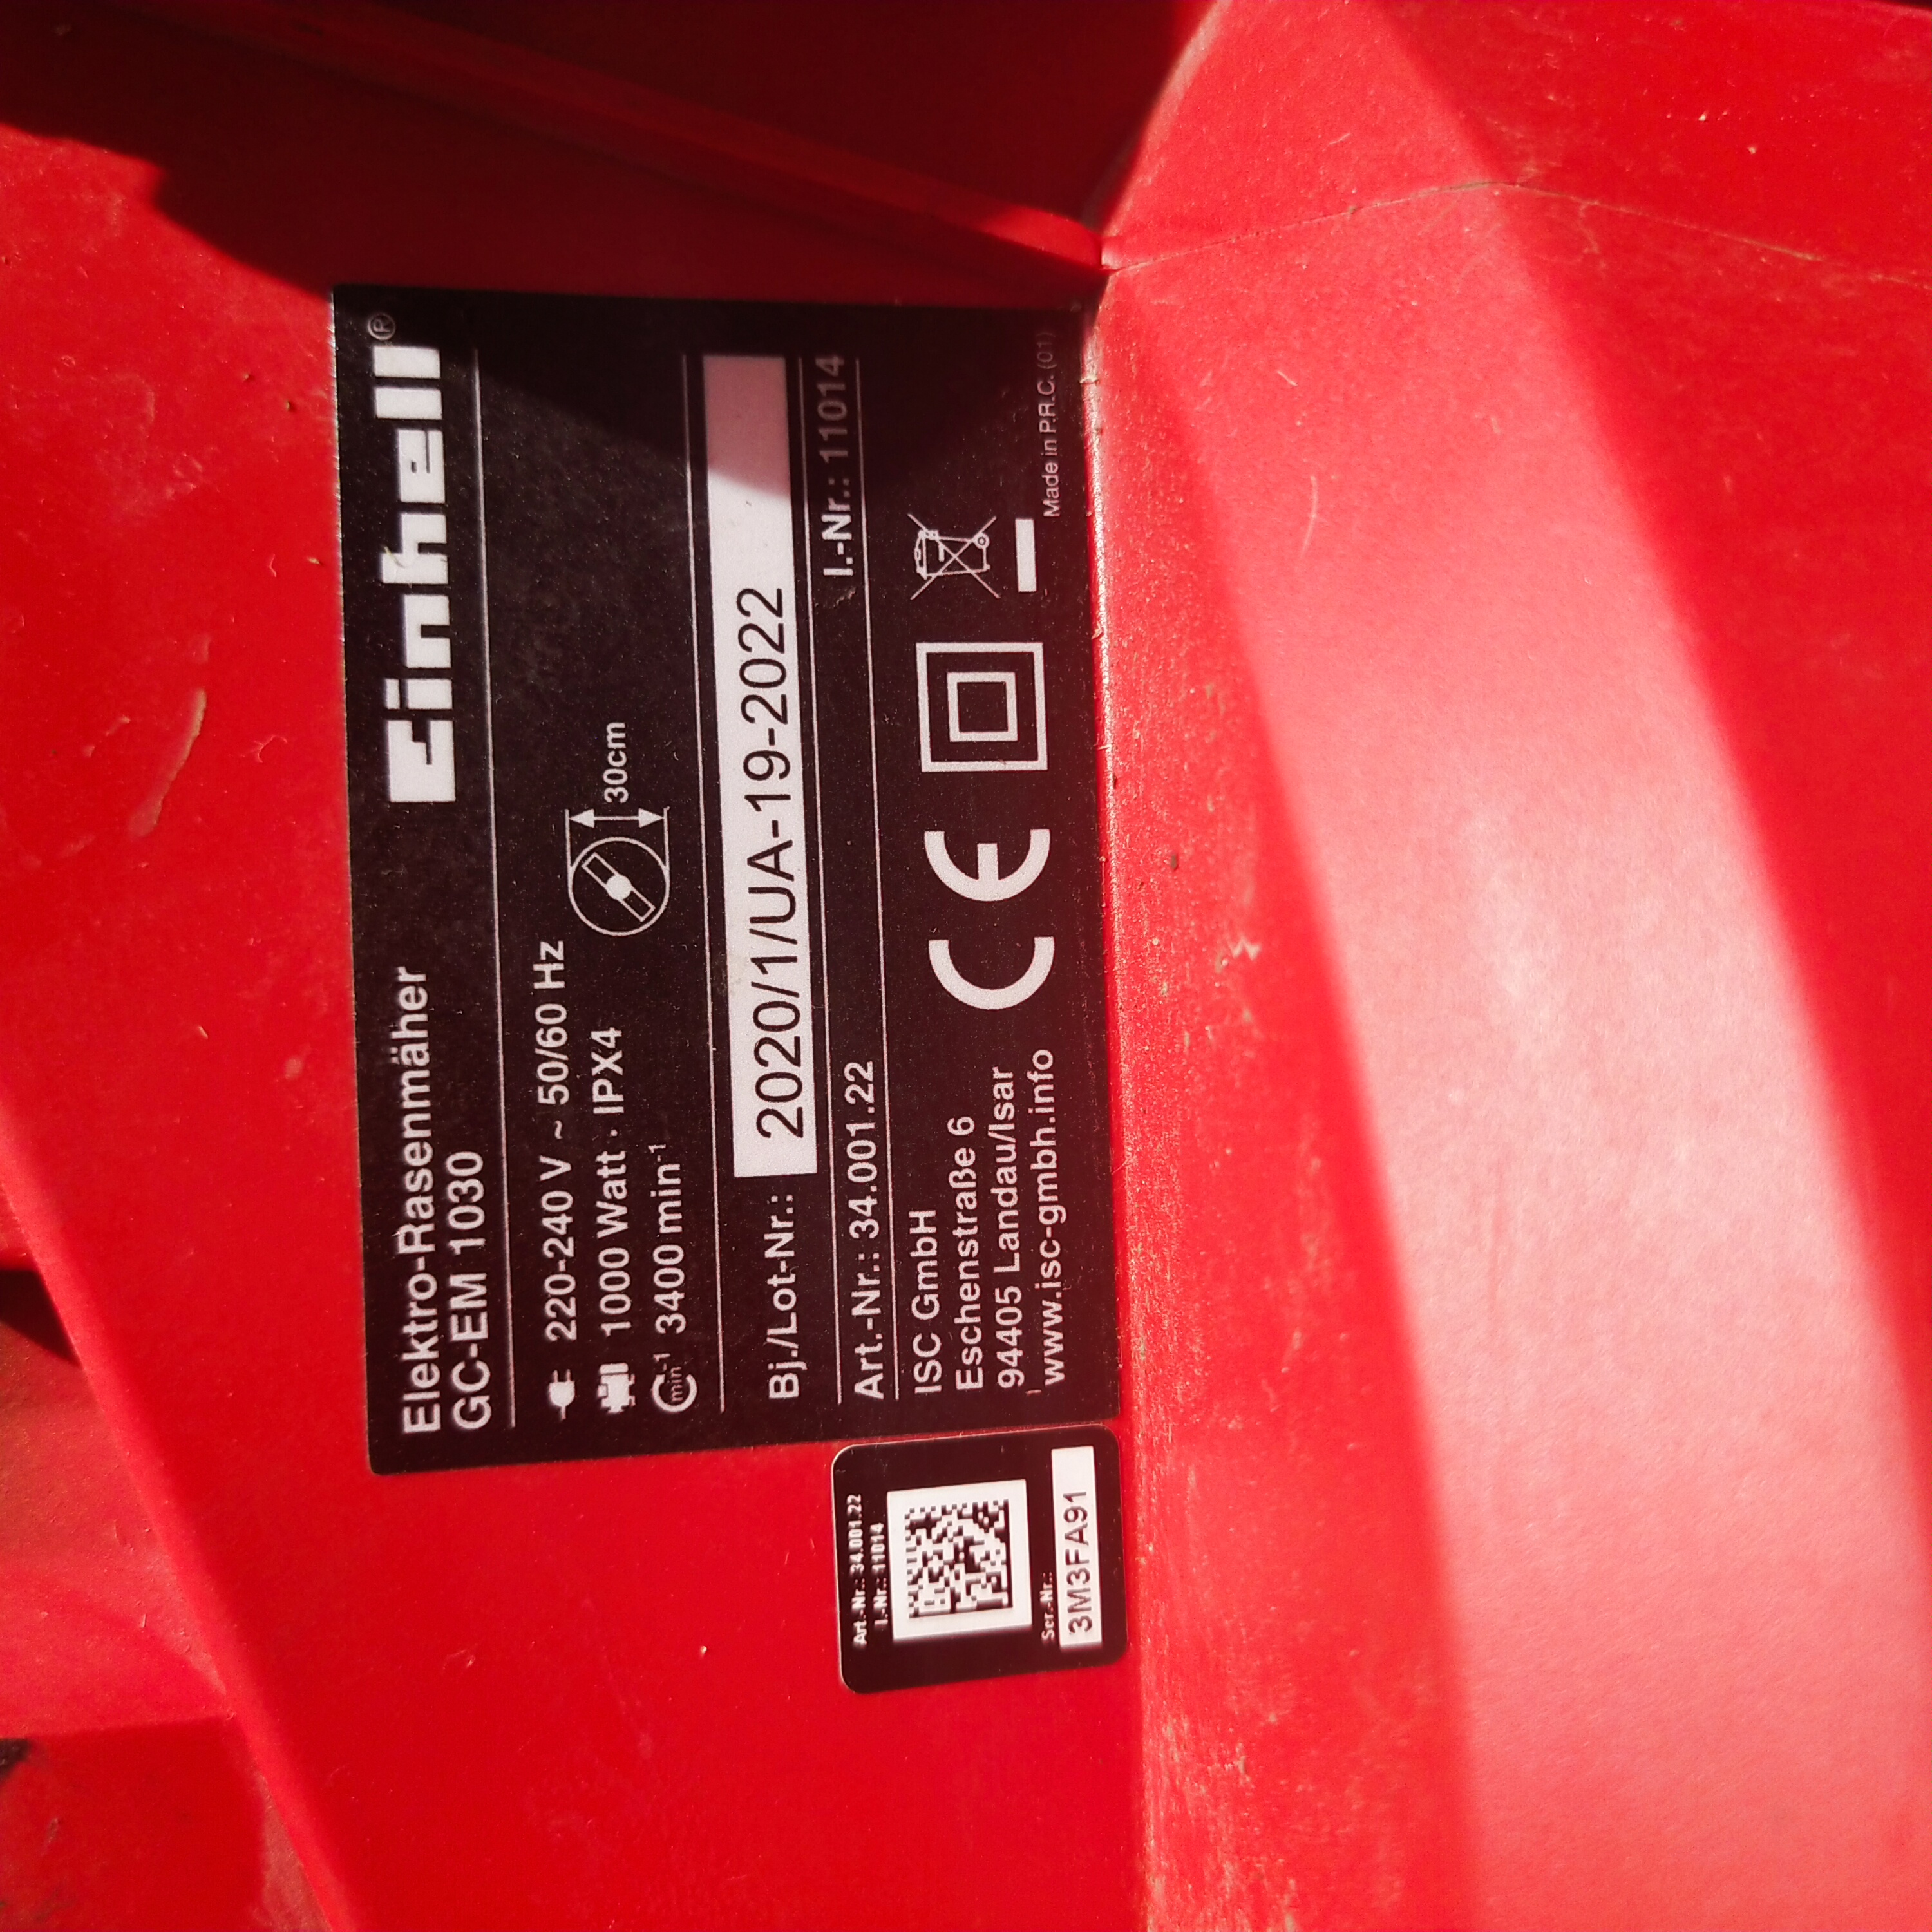 Elektro-Rasenmäher
GC-EM 1030
Einhell®
220-240 V ~ 50/60 Hz
1000 Watt · IPX4
min-1 3400 min-1
30cm
Bj./Lot-Nr.: 2020/1/UA-19-2022
Art.-Nr.: 34.001.22 I.-Nr.: 11014
ISC GmbH
Eschenstraße 6
94405 Landau/Isar
www.isc-gmbh.info
CE
Made in P.R.C. (01)
Art.-Nr.: 34.001.22
I.-Nr.: 11014
Ser.-Nr.:
3M3FA91